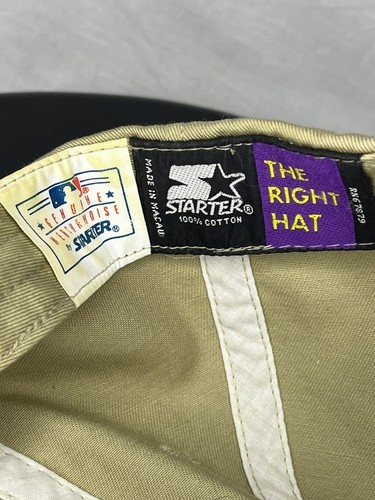 GENUINE
MERCHANDISE
by STARTER®
MADE IN MACAU
STARTER®
100% COTTON
THE
RIGHT
HAT
RN# 67879